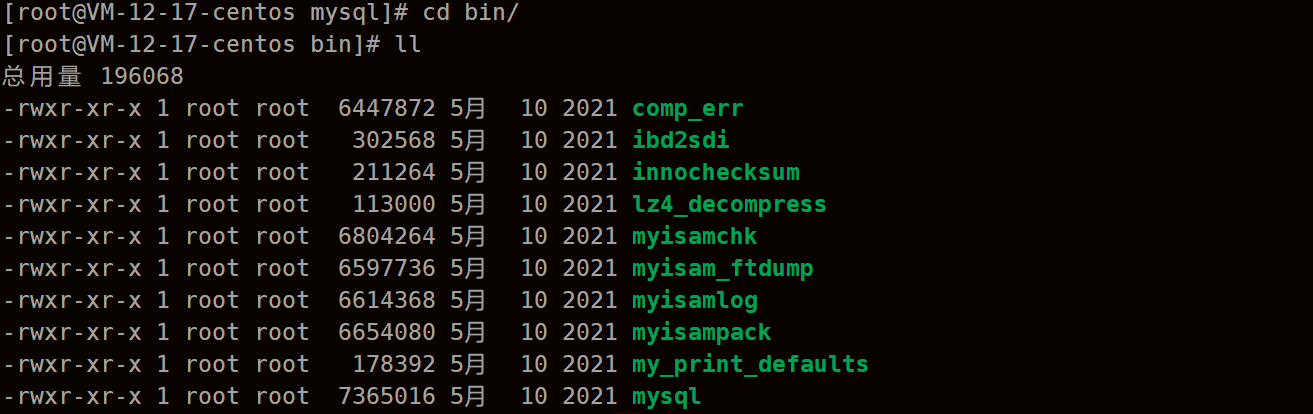 [root@VM-12-17-centos mysql]# cd bin/
[root@VM-12-17-centos bin]# ll
总用量 196068
-rwxr-xr-x 1 root root  6447872 5月  10 2021 comp_err
-rwxr-xr-x 1 root root   302568 5月  10 2021 ibd2sdi
-rwxr-xr-x 1 root root   211264 5月  10 2021 innochecksum
-rwxr-xr-x 1 root root   113000 5月  10 2021 lz4_decompress
-rwxr-xr-x 1 root root  6804264 5月  10 2021 myisamchk
-rwxr-xr-x 1 root root  6597736 5月  10 2021 myisam_ftdump
-rwxr-xr-x 1 root root  6614368 5月  10 2021 myisamlog
-rwxr-xr-x 1 root root  6654080 5月  10 2021 myisampack
-rwxr-xr-x 1 root root   178392 5月  10 2021 my_print_defaults
-rwxr-xr-x 1 root root  7365016 5月  10 2021 mysql